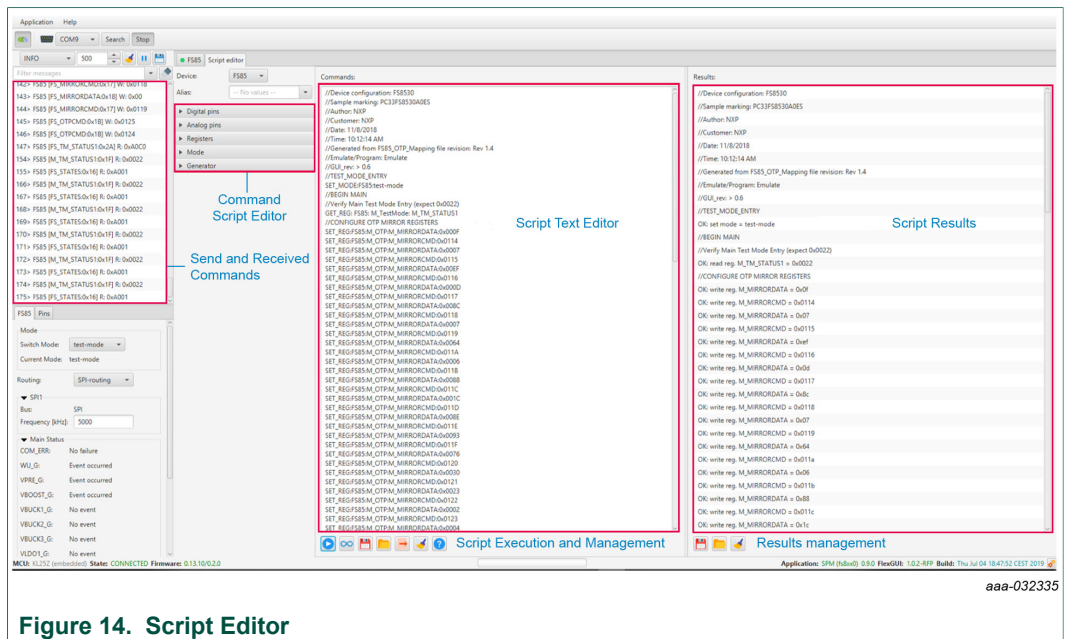 Application Help
COM9 Search Stop
INFO 500
Filter messages
142> FS85 [FS_MIRRORCMD:0x17] W: 0x0118
143> FS85 [FS_MIRRORDATA:0x18] W: 0x00
144> FS85 [FS_MIRRORCMD:0x17] W: 0x0119
145> FS85 [FS_OTPCMD:0x1B] W: 0x0125
146> FS85 [FS_OTPCMD:0x1B] W: 0x0124
147> FS85 [FS_TM_STATUS1:0x2A] R: 0xA0C0
154> FS85 [M_TM_STATUS1:0x1F] R: 0x0022
155> FS85 [FS_STATES:0x16] R: 0xA001
166> FS85 [M_TM_STATUS1:0x1F] R: 0x0022
167> FS85 [FS_STATES:0x16] R: 0xA001
168> FS85 [M_TM_STATUS1:0x1F] R: 0x0022
169> FS85 [FS_STATES:0x16] R: 0xA001
170> FS85 [M_TM_STATUS1:0x1F] R: 0x0022
171> FS85 [FS_STATES:0x16] R: 0xA001
172> FS85 [M_TM_STATUS1:0x1F] R: 0x0022
173> FS85 [FS_STATES:0x16] R: 0xA001
174> FS85 [M_TM_STATUS1:0x1F] R: 0x0022
175> FS85 [FS_STATES:0x16] R: 0xA001
Send and Received
Commands
FS85 Pins
Mode
Switch Mode: test-mode
Current Mode: test-mode
Routing: SPI-routing
SPI1
Bus: SPI
Frequency [kHz]: 5000
Main Status
COM_ERR: No failure
WU_G: Event occurred
VPRE_G: Event occurred
VBOOST_G: Event occurred
VBUCK1_G: No event
VBUCK2_G: No event
VBUCK3_G: No event
VLDO1_G: No event
FS85 Script editor
Device: FS85
Alias: -- No values --
Digital pins
Analog pins
Registers
Mode
Generator
Command
Script Editor
Commands:
//Device configuration: FS8530
//Sample marking: PC33FS8530A0ES
//Author: NXP
//Customer: NXP
//Date: 11/8/2018
//Time: 10:12:14 AM
//Generated from FS85_OTP_Mapping file revision: Rev 1.4
//Emulate/Program: Emulate
//GUI_rev: > 0.6
//TEST_MODE_ENTRY
SET_MODE:FS85:test-mode
//BEGIN MAIN
//Verify Main Test Mode Entry (expect 0x0022)
GET_REG: FS85: M_TestMode: M_TM_STATUS1
//CONFIGURE OTP MIRROR REGISTERS
SET_REG:FS85:M_OTP:M_MIRRORDATA:0x000F
SET_REG:FS85:M_OTP:M_MIRRORCMD:0x0114
SET_REG:FS85:M_OTP:M_MIRRORDATA:0x0007
SET_REG:FS85:M_OTP:M_MIRRORCMD:0x0115
SET_REG:FS85:M_OTP:M_MIRRORDATA:0x00EF
SET_REG:FS85:M_OTP:M_MIRRORCMD:0x0116
SET_REG:FS85:M_OTP:M_MIRRORDATA:0x000D
SET_REG:FS85:M_OTP:M_MIRRORCMD:0x0117
SET_REG:FS85:M_OTP:M_MIRRORDATA:0x008C
SET_REG:FS85:M_OTP:M_MIRRORCMD:0x0118
SET_REG:FS85:M_OTP:M_MIRRORDATA:0x0007
SET_REG:FS85:M_OTP:M_MIRRORCMD:0x0119
SET_REG:FS85:M_OTP:M_MIRRORDATA:0x0064
SET_REG:FS85:M_OTP:M_MIRRORCMD:0x011A
SET_REG:FS85:M_OTP:M_MIRRORDATA:0x0006
SET_REG:FS85:M_OTP:M_MIRRORCMD:0x011B
SET_REG:FS85:M_OTP:M_MIRRORDATA:0x0088
SET_REG:FS85:M_OTP:M_MIRRORCMD:0x011C
SET_REG:FS85:M_OTP:M_MIRRORDATA:0x001C
SET_REG:FS85:M_OTP:M_MIRRORCMD:0x011D
SET_REG:FS85:M_OTP:M_MIRRORDATA:0x008E
SET_REG:FS85:M_OTP:M_MIRRORCMD:0x011E
SET_REG:FS85:M_OTP:M_MIRRORDATA:0x0093
SET_REG:FS85:M_OTP:M_MIRRORCMD:0x011F
SET_REG:FS85:M_OTP:M_MIRRORDATA:0x0076
SET_REG:FS85:M_OTP:M_MIRRORCMD:0x0120
SET_REG:FS85:M_OTP:M_MIRRORDATA:0x0030
SET_REG:FS85:M_OTP:M_MIRRORCMD:0x0121
SET_REG:FS85:M_OTP:M_MIRRORDATA:0x0023
SET_REG:FS85:M_OTP:M_MIRRORCMD:0x0122
SET_REG:FS85:M_OTP:M_MIRRORDATA:0x0002
SET_REG:FS85:M_OTP:M_MIRRORCMD:0x0123
SET_REG:FS85:M_OTP:M_MIRRORDATA:0x0004
Script Text Editor
Script Execution and Management
Results:
//Device configuration: FS8530
//Sample marking: PC33FS8530A0ES
//Author: NXP
//Customer: NXP
//Date: 11/8/2018
//Time: 10:12:14 AM
//Generated from FS85_OTP_Mapping file revision: Rev 1.4
//Emulate/Program: Emulate
//GUI_rev: > 0.6
//TEST_MODE_ENTRY
OK: set mode = test-mode
//BEGIN MAIN
//Verify Main Test Mode Entry (expect 0x0022)
OK: read reg. M_TM_STATUS1 = 0x0022
//CONFIGURE OTP MIRROR REGISTERS
OK: write reg. M_MIRRORDATA = 0x0f
OK: write reg. M_MIRRORCMD = 0x0114
OK: write reg. M_MIRRORDATA = 0x07
OK: write reg. M_MIRRORCMD = 0x0115
OK: write reg. M_MIRRORDATA = 0xef
OK: write reg. M_MIRRORCMD = 0x0116
OK: write reg. M_MIRRORDATA = 0x0d
OK: write reg. M_MIRRORCMD = 0x0117
OK: write reg. M_MIRRORDATA = 0x8c
OK: write reg. M_MIRRORCMD = 0x0118
OK: write reg. M_MIRRORDATA = 0x07
OK: write reg. M_MIRRORCMD = 0x0119
OK: write reg. M_MIRRORDATA = 0x64
OK: write reg. M_MIRRORCMD = 0x011a
OK: write reg. M_MIRRORDATA = 0x06
OK: write reg. M_MIRRORCMD = 0x011b
OK: write reg. M_MIRRORDATA = 0x88
OK: write reg. M_MIRRORCMD = 0x011c
OK: write reg. M_MIRRORDATA = 0x1c
Script Results
Results management
MCU: KL25Z (embedded) State: CONNECTED Firmware: 0.13.10/0.2.0
Application: SPM (fs8xx0) 0.9.0 FlexGUI: 1.0.2-RFP Build: Thu Jul 04 18:47:52 CEST 2019
aaa-032335
Figure 14. Script Editor